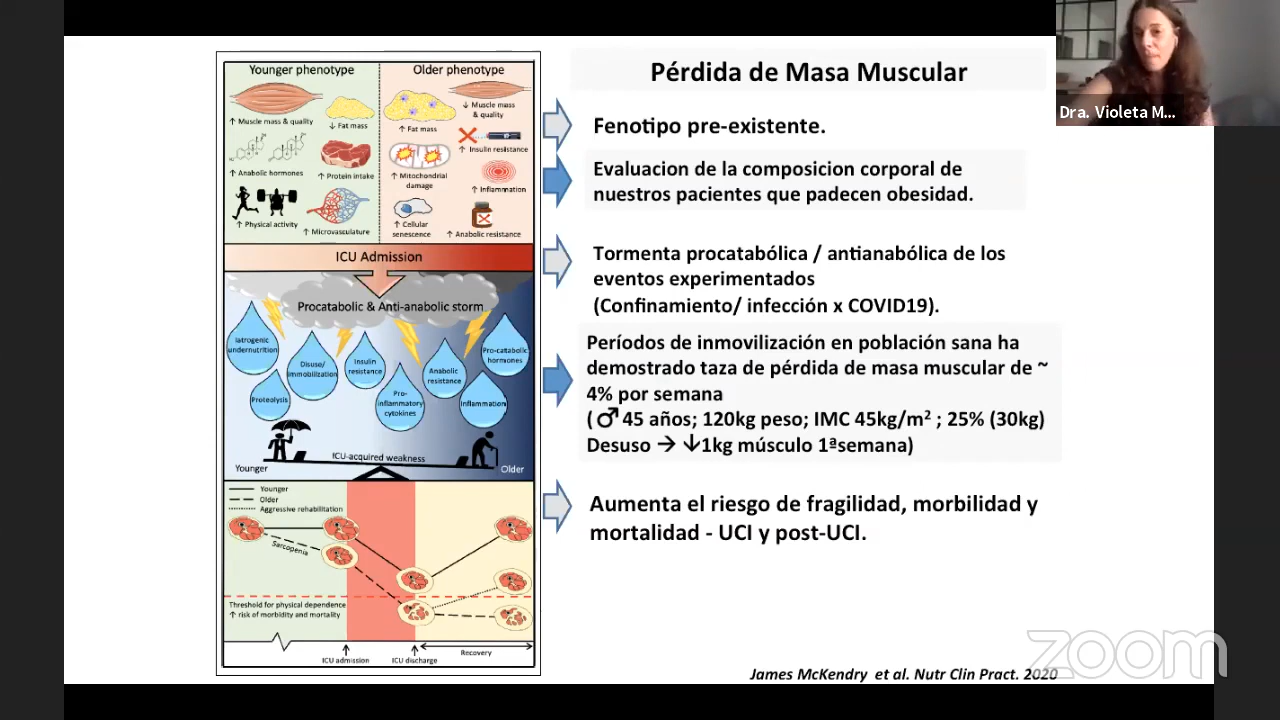 Dra. Violeta M...
Pérdida de Masa Muscular
Younger phenotype
Older phenotype
↑ Muscle mass & quality
↓ Fat mass
↑ Anabolic hormones
↑ Protein intake
↑ Physical activity
↑ Microvasculature
↑ Fat mass
↓ Muscle mass
& quality
↑ Insulin resistance
↑ Mitochondrial
damage
↑ Inflammation
↑ Cellular
senescence
↑ Anabolic resistance
ICU Admission
Procatabolic & Anti-anabolic storm
Iatrogenic
undernutrition
Proteolysis
Disuse/
immobilization
Insulin
resistance
Pro-
inflammatory
cytokines
Anabolic
resistance
Pro-catabolic
hormones
Inflammation
ICU-acquired weakness
Younger
Older
Younger
Older
Aggressive rehabilitation
Sarcopenia
Threshold for physical dependence
↑ risk of morbidity and mortality
ICU admission
ICU discharge
Recovery
Fenotipo pre-existente.
Evaluacion de la composicion corporal de
nuestros pacientes que padecen obesidad.
Tormenta procatabólica / antianabólica de los
eventos experimentados
(Confinamiento/ infección x COVID19).
Períodos de inmovilización en población sana ha
demostrado taza de pérdida de masa muscular de ~
4% por semana
( ♂ 45 años; 120kg peso; IMC 45kg/m² ; 25% (30kg)
Desuso → ↓1kg músculo 1ªsemana)
Aumenta el riesgo de fragilidad, morbilidad y
mortalidad - UCI y post-UCI.
James McKendry et al. Nutr Clin Pract. 2020
zoom